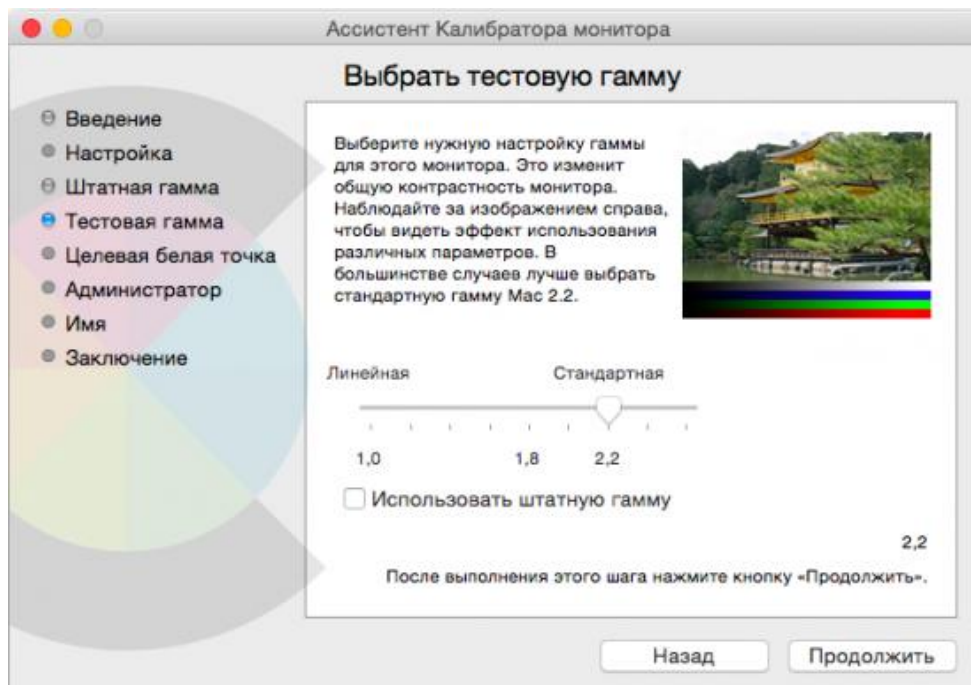 Ассистент Калибратора монитора
Выбрать тестовую гамму
Введение
Настройка
Штатная гамма
Тестовая гамма
Целевая белая точка
Администратор
Имя
Заключение
Выберите нужную настройку гаммы
для этого монитора. Это изменит
общую контрастность монитора.
Наблюдайте за изображением справа,
чтобы видеть эффект использования
различных параметров. В
большинстве случаев лучше выбрать
стандартную гамму Mac 2.2.
Линейная Стандартная
1,0 1,8 2,2
Использовать штатную гамму
2,2
После выполнения этого шага нажмите кнопку «Продолжить».
Назад Продолжить